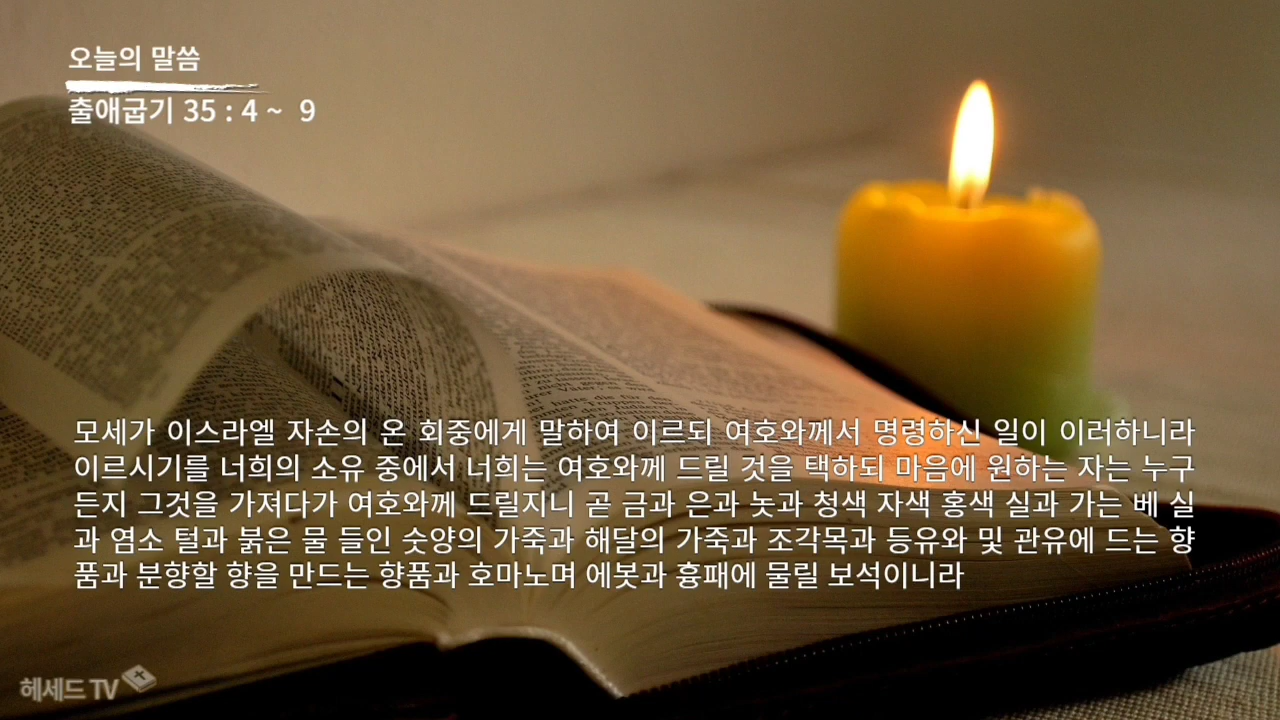 오늘의 말씀
출애굽기 35 : 4 ~ 9
모세가 이스라엘 자손의 온 회중에게 말하여 이르되 여호와께서 명령하신 일이 이러하니라
이르시기를 너희의 소유 중에서 너희는 여호와께 드릴 것을 택하되 마음에 원하는 자는 누구
든지 그것을 가져다가 여호와께 드릴지니 곧 금과 은과 놋과 청색 자색 홍색 실과 가는 베 실
과 염소 털과 붉은 물 들인 숫양의 가죽과 해달의 가죽과 조각목과 등유와 및 관유에 드는 향
품과 분향할 향을 만드는 향품과 호마노며 에봇과 흉패에 물릴 보석이니라
헤세드 TV